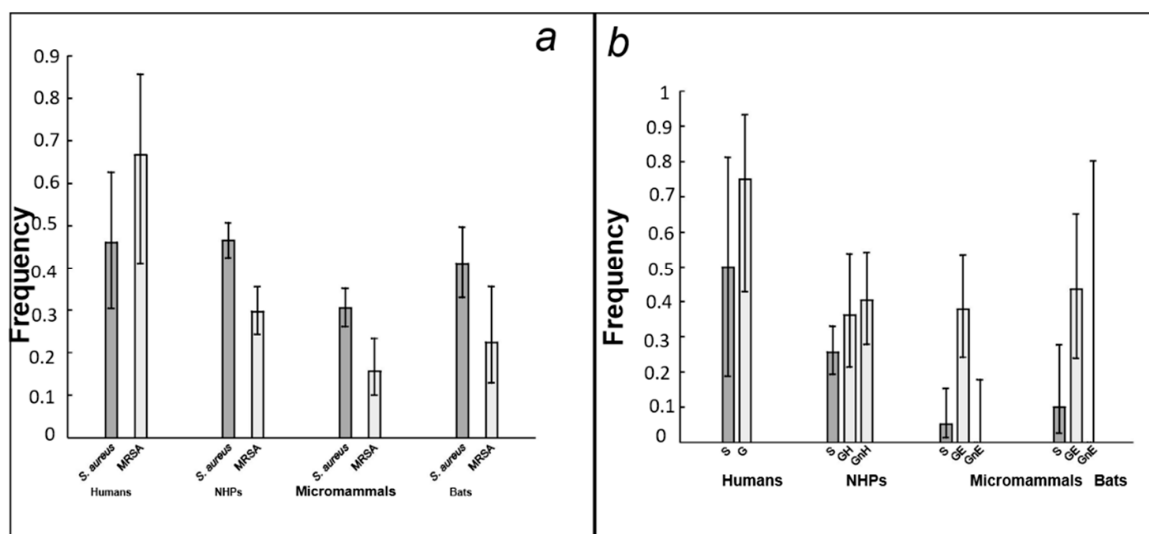 a
0.9
0.8
0.7
0.6
0.5
0.4
0.3
0.2
0.1
0
Frequency
S. aureus MRSA S. aureus MRSA S. aureus MRSA S. aureus MRSA
Humans NHPs Micromammals Bats
b
1
0.9
0.8
0.7
0.6
0.5
0.4
0.3
0.2
0.1
0
Frequency
S G S GH GnH S GE GnE S GE GnE
Humans NHPs Micromammals Bats